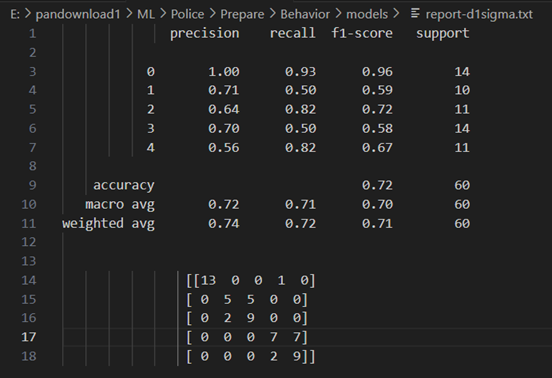 E: > pandownload1 > ML > Police > Prepare > Behavior > models > report-d1sigma.txt
1 precision recall f1-score support
2
3 0 1.00 0.93 0.96 14
4 1 0.71 0.50 0.59 10
5 2 0.64 0.82 0.72 11
6 3 0.70 0.50 0.58 14
7 4 0.56 0.82 0.67 11
8
9 accuracy 0.72 60
10 macro avg 0.72 0.71 0.70 60
11 weighted avg 0.74 0.72 0.71 60
12
13
14 [[13 0 0 1 0]
15 [ 0 5 5 0 0]
16 [ 0 2 9 0 0]
17 [ 0 0 0 7 7]
18 [ 0 0 0 2 9]]